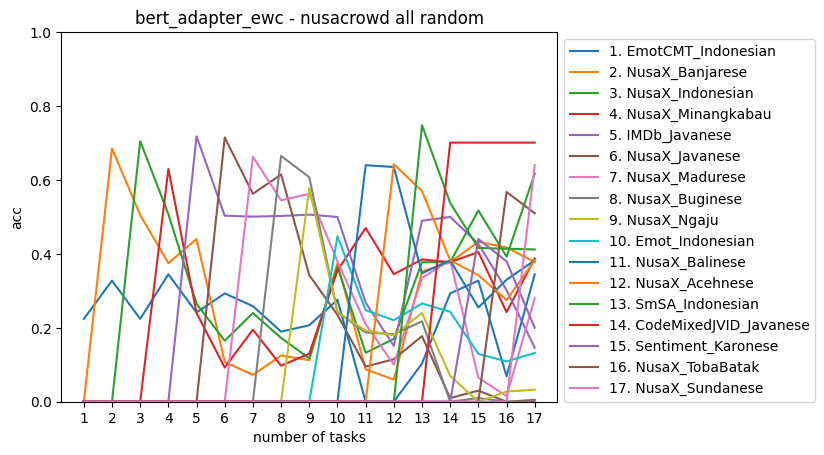 bert_adapter_ewc - nusacrowd all random
1.0
0.8
0.6
0.4
0.2
0.0
acc
1 2 3 4 5 6 7 8 9 10 11 12 13 14 15 16 17
number of tasks
1. EmotCMT_Indonesian
2. NusaX_Banjarese
3. NusaX_Indonesian
4. NusaX_Minangkabau
5. IMDb_Javanese
6. NusaX_Javanese
7. NusaX_Madurese
8. NusaX_Buginese
9. NusaX_Ngaju
10. Emot_Indonesian
11. NusaX_Balinese
12. NusaX_Acehnese
13. SmSA_Indonesian
14. CodeMixedJVID_Javanese
15. Sentiment_Karonese
16. NusaX_TobaBatak
17. NusaX_Sundanese